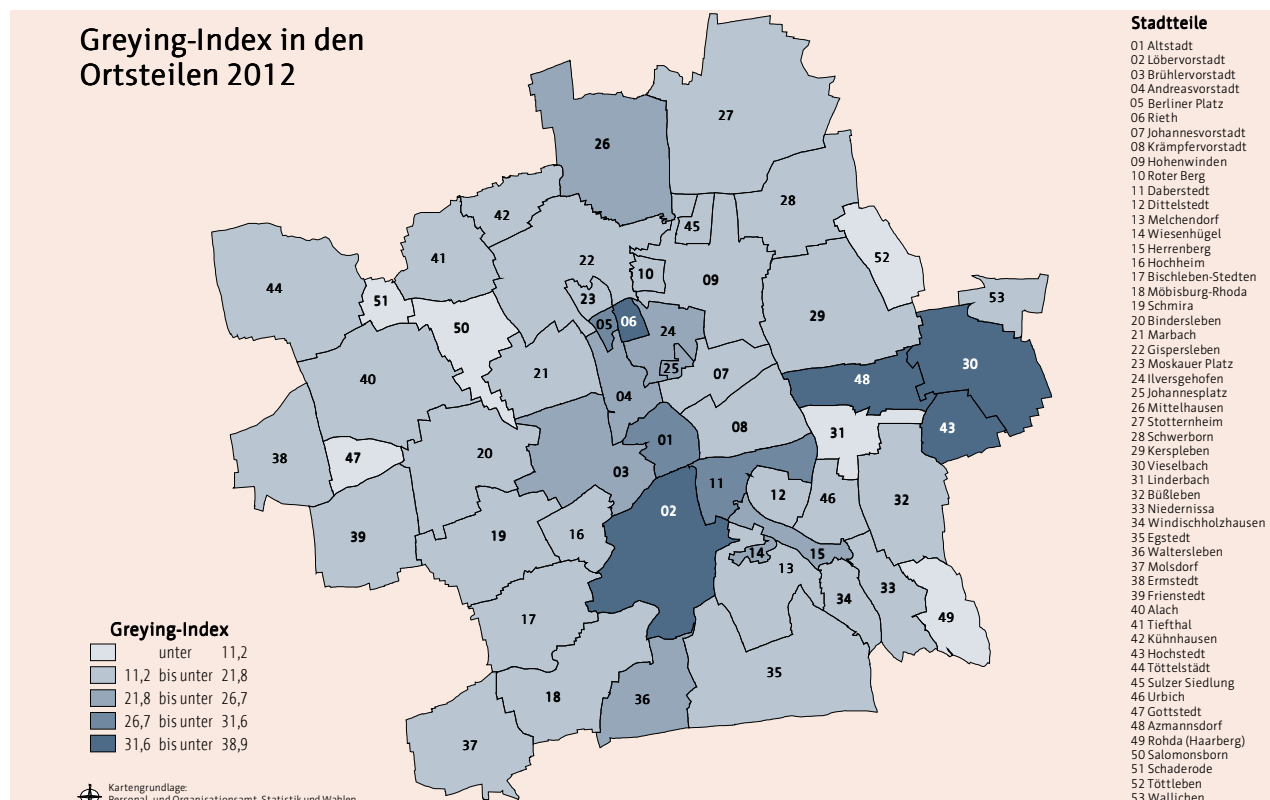 Greying-Index in den
Ortsteilen 2012
27
26
28
42
45
41
52
22
44
10
09
51
23
53
50
29
05
06
24
30
25
21
07
40
48
04
43
08
31
01
38
47
20
03
11
12
46
32
02
39
19
16
14
15
13
33
34
17
49
35
18
36
37
Greying-Index
unter 11,2
11,2 bis unter 21,8
21,8 bis unter 26,7
26,7 bis unter 31,6
31,6 bis unter 38,9
Kartengrundlage:
Personal- und Organisationsamt, Statistik und Wahlen
Stadtteile
01 Altstadt
02 Löbervorstadt
03 Brühlervorstadt
04 Andreasvorstadt
05 Berliner Platz
06 Rieth
07 Johannesvorstadt
08 Krämpfervorstadt
09 Hohenwinden
10 Roter Berg
11 Daberstedt
12 Dittelstedt
13 Melchendorf
14 Wiesenhügel
15 Herrenberg
16 Hochheim
17 Bischleben-Stedten
18 Möbisburg-Rhoda
19 Schmira
20 Bindersleben
21 Marbach
22 Gispersleben
23 Moskauer Platz
24 Ilversgehofen
25 Johannesplatz
26 Mittelhausen
27 Stotternheim
28 Schwerborn
29 Kerspleben
30 Vieselbach
31 Linderbach
32 Büßleben
33 Niedernissa
34 Windischholzhausen
35 Egstedt
36 Waltersleben
37 Molsdorf
38 Ermstedt
39 Frienstedt
40 Alach
41 Tiefthal
42 Kühnhausen
43 Hochstedt
44 Töttelstädt
45 Sulzer Siedlung
46 Urbich
47 Gottstedt
48 Azmannsdorf
49 Rohda (Haarberg)
50 Salomonsborn
51 Schaderode
52 Töttleben
53 Wallichen